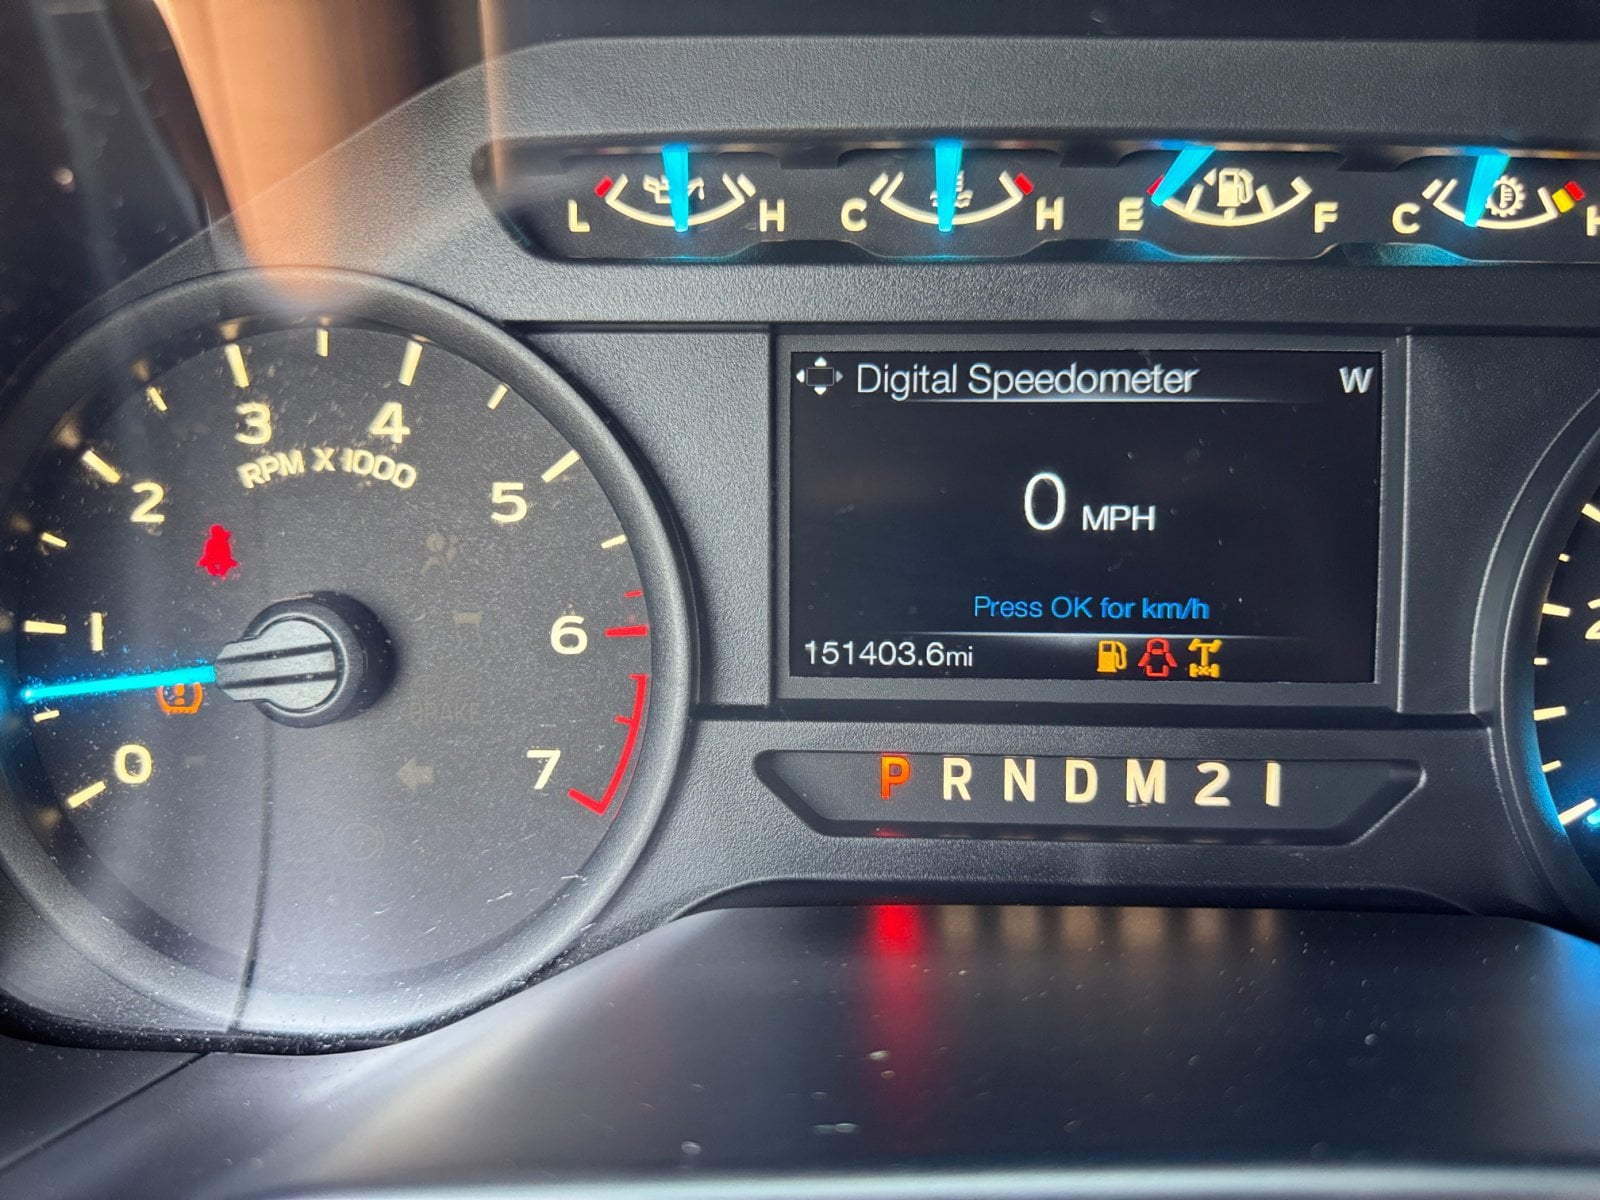 L H C H E F C H
Digital Speedometer W
3 4
RPM X 1000
2 5
0 MPH
1 6
Press OK for km/h
151403.6mi
BRAKE
0 7
P R N D M 2 1
2